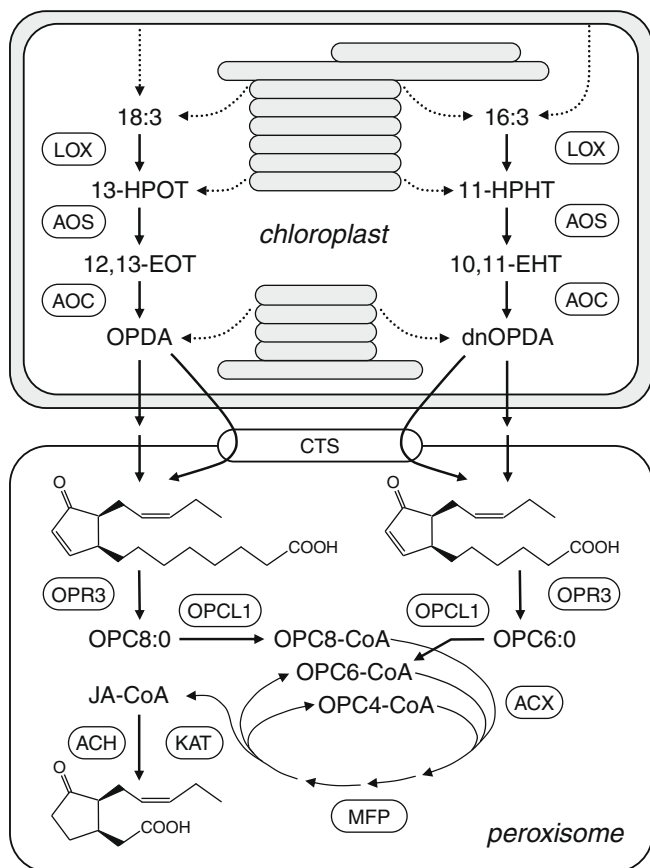 18:3
16:3
LOX
LOX
13-HPOT
11-HPHT
AOS
chloroplast
AOS
12,13-EOT
10,11-EHT
AOC
AOC
OPDA
dnOPDA
CTS
O
O
COOH
COOH
OPR3
OPCL1
OPCL1
OPR3
OPC8:0
OPC8-CoA
OPC6:0
OPC6-CoA
JA-CoA
OPC4-CoA
ACX
ACH
KAT
O
MFP
COOH
peroxisome